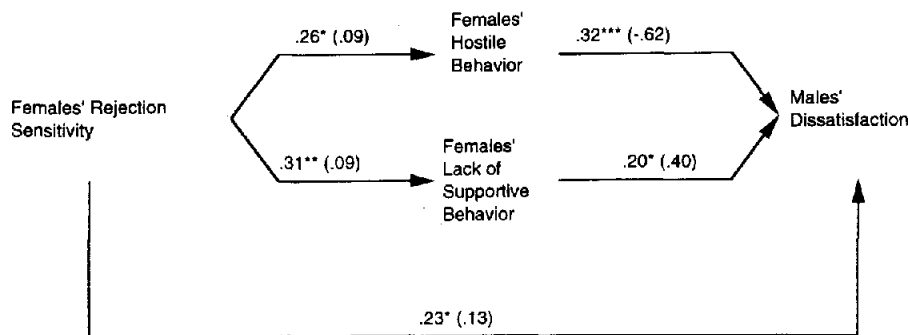 Females'
Hostile
Behavior
.26* (.09)
.32*** (-.62)
Females' Rejection
Sensitivity
Males'
Dissatisfaction
.31** (.09)
Females'
Lack of
Supportive
Behavior
.20* (.40)
.23* (.13)